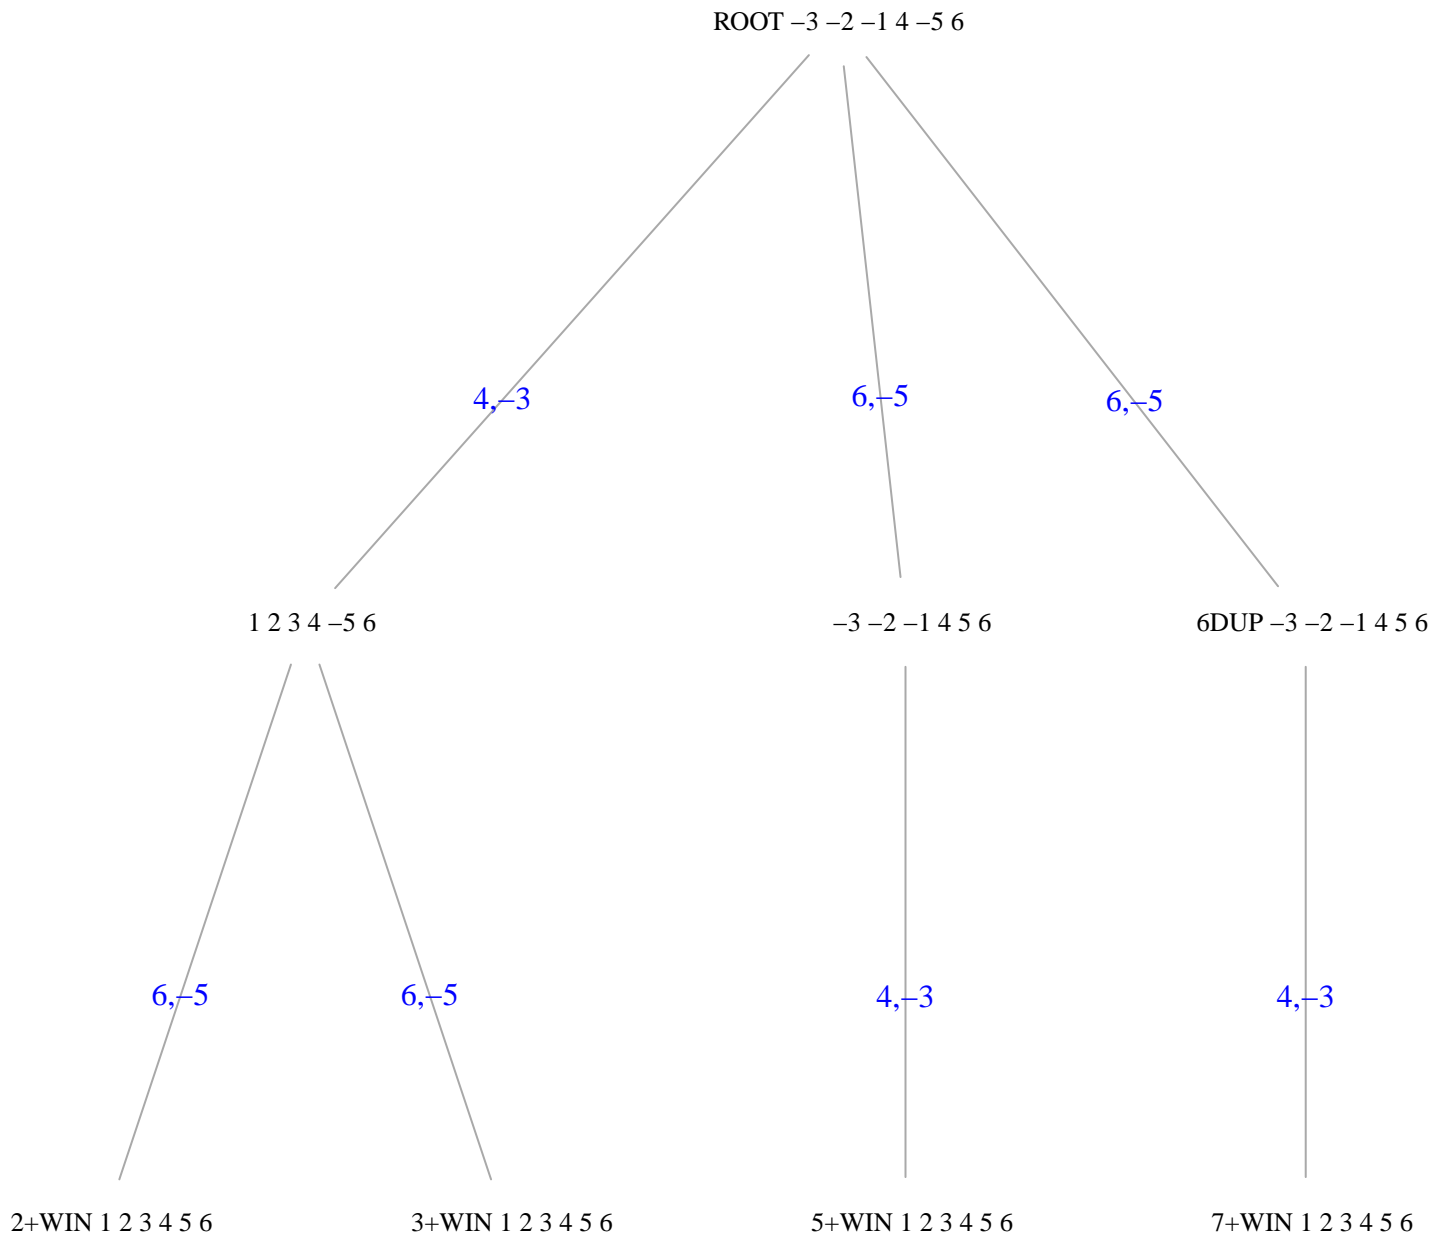 ROOT –3 –2 –1 4 –5 6
4,–3
6,–5
6,–5
1 2 3 4 –5 6
–3 –2 –1 4 5 6
6DUP –3 –2 –1 4 5 6
6,–5
6,–5
4,–3
4,–3
2+WIN 1 2 3 4 5 6
3+WIN 1 2 3 4 5 6
5+WIN 1 2 3 4 5 6
7+WIN 1 2 3 4 5 6